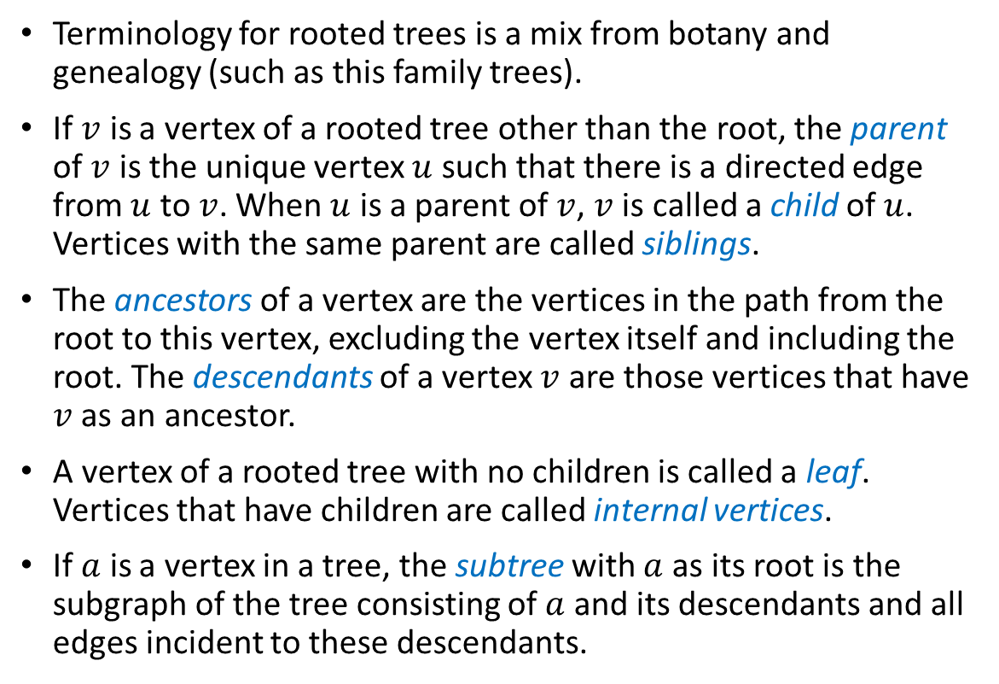 • Terminology for rooted trees is a mix from botany and
genealogy (such as this family trees).
• If v is a vertex of a rooted tree other than the root, the parent
of v is the unique vertex u such that there is a directed edge
from u to v. When u is a parent of v, v is called a child of u.
Vertices with the same parent are called siblings.
• The ancestors of a vertex are the vertices in the path from the
root to this vertex, excluding the vertex itself and including the
root. The descendants of a vertex v are those vertices that have
v as an ancestor.
• A vertex of a rooted tree with no children is called a leaf.
Vertices that have children are called internal vertices.
• If a is a vertex in a tree, the subtree with a as its root is the
subgraph of the tree consisting of a and its descendants and all
edges incident to these descendants.